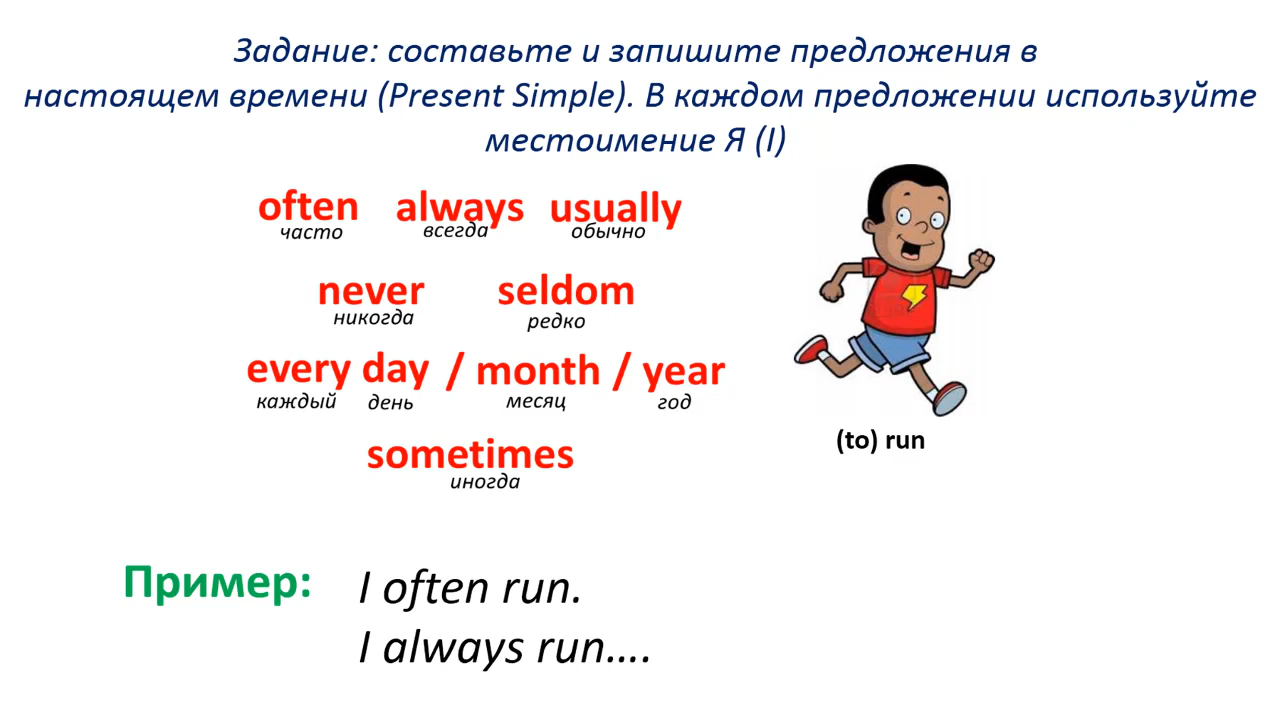 Задание: составьте и запишите предложения в
настоящем времени (Present Simple). В каждом предложении используйте
местоимение Я (I)
often always usually
часто всегда обычно
never seldom
никогда редко
every day / month / year
каждый день месяц год
sometimes
иногда
(to) run
Пример: I often run.
I always run....